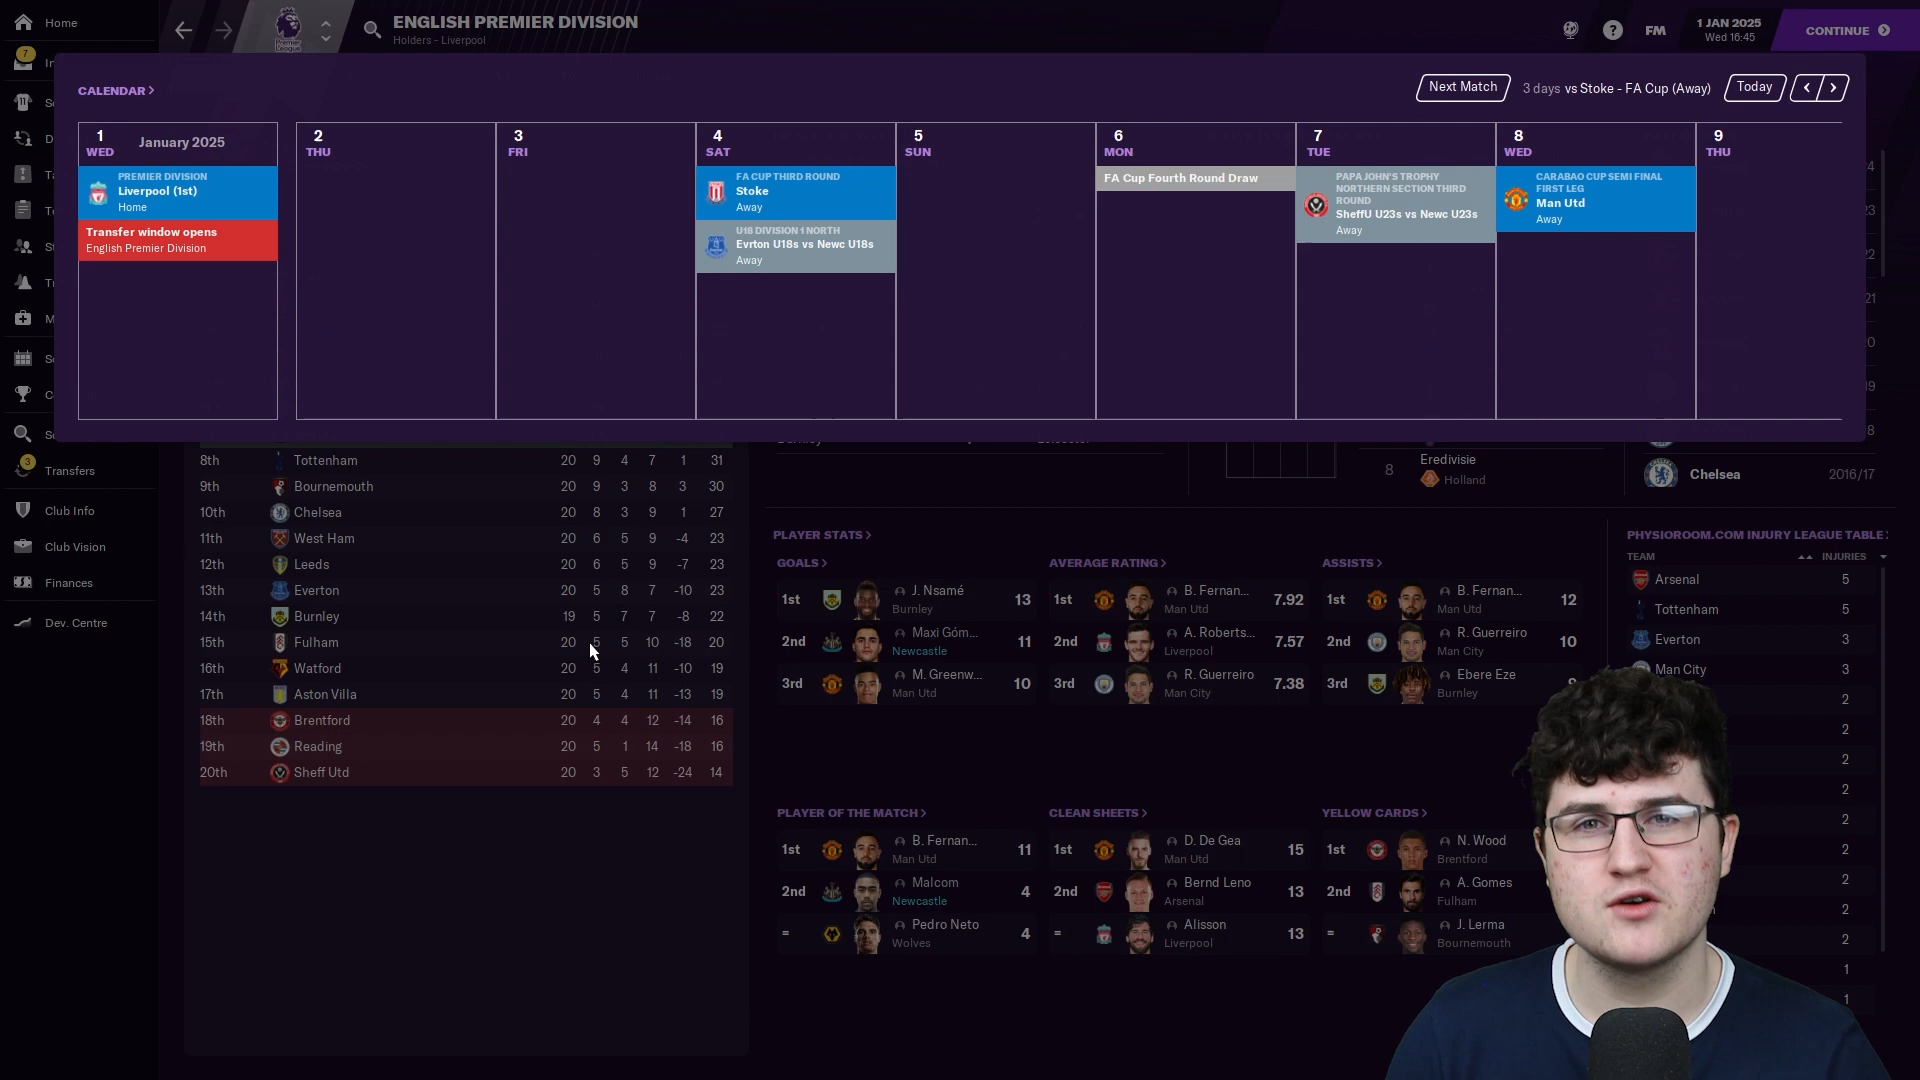 Home
ENGLISH PREMIER DIVISION
Holders - Liverpool
FM
1 JAN 2025
Wed 16:45
CONTINUE
7
CALENDAR
Next Match
3 days vs Stoke - FA Cup (Away)
Today
1
WED
January 2025
2
THU
3
FRI
4
SAT
5
SUN
6
MON
7
TUE
8
WED
9
THU
PREMIER DIVISION
Liverpool (1st)
Home
Transfer window opens
English Premier Division
FA CUP THIRD ROUND
Stoke
Away
U18 DIVISION 1 NORTH
Evrton U18s vs Newc U18s
Away
FA Cup Fourth Round Draw
PAPA JOHN'S TROPHY
NORTHERN SECTION THIRD
ROUND
SheffU U23s vs Newc U23s
Away
CARABAO CUP SEMI FINAL
FIRST LEG
Man Utd
Away
3
Transfers
Club Info
Club Vision
Finances
Dev. Centre
8th Tottenham 20 9 4 7 1 31
9th Bournemouth 20 9 3 8 3 30
10th Chelsea 20 8 3 9 1 27
11th West Ham 20 6 5 9 -4 23
12th Leeds 20 6 5 9 -7 23
13th Everton 20 5 8 7 -10 23
14th Burnley 19 5 7 7 -8 22
15th Fulham 20 5 5 10 -18 20
16th Watford 20 5 4 11 -10 19
17th Aston Villa 20 5 4 11 -13 19
18th Brentford 20 4 4 12 -14 16
19th Reading 20 5 1 14 -18 16
20th Sheff Utd 20 3 5 12 -24 14
8
Eredivisie
Holland
Chelsea 2016/17
PLAYER STATS
GOALS
1st J. Nsamé 13
Burnley
2nd Maxi Góm... 11
Newcastle
3rd M. Greenw... 10
Man Utd
AVERAGE RATING
1st B. Fernan... 7.92
Man Utd
2nd A. Roberts... 7.57
Liverpool
3rd R. Guerreiro 7.38
Man City
ASSISTS
1st B. Fernan... 12
Man Utd
2nd R. Guerreiro 10
Man City
3rd Ebere Eze
Burnley
PHYSIOROOM.COM INJURY LEAGUE TABLE
TEAM INJURIES
Arsenal 5
Tottenham 5
Everton 3
Man City 3
2
2
2
2
2
2
2
2
2
1
1
PLAYER OF THE MATCH
1st B. Fernan... 11
Man Utd
2nd Malcom 4
Newcastle
= Pedro Neto 4
Wolves
CLEAN SHEETS
1st D. De Gea 15
Man Utd
2nd Bernd Leno 13
Arsenal
= Alisson 13
Liverpool
YELLOW CARDS
1st N. Wood
Brentford
2nd A. Gomes
Fulham
= J. Lerma
Bournemouth